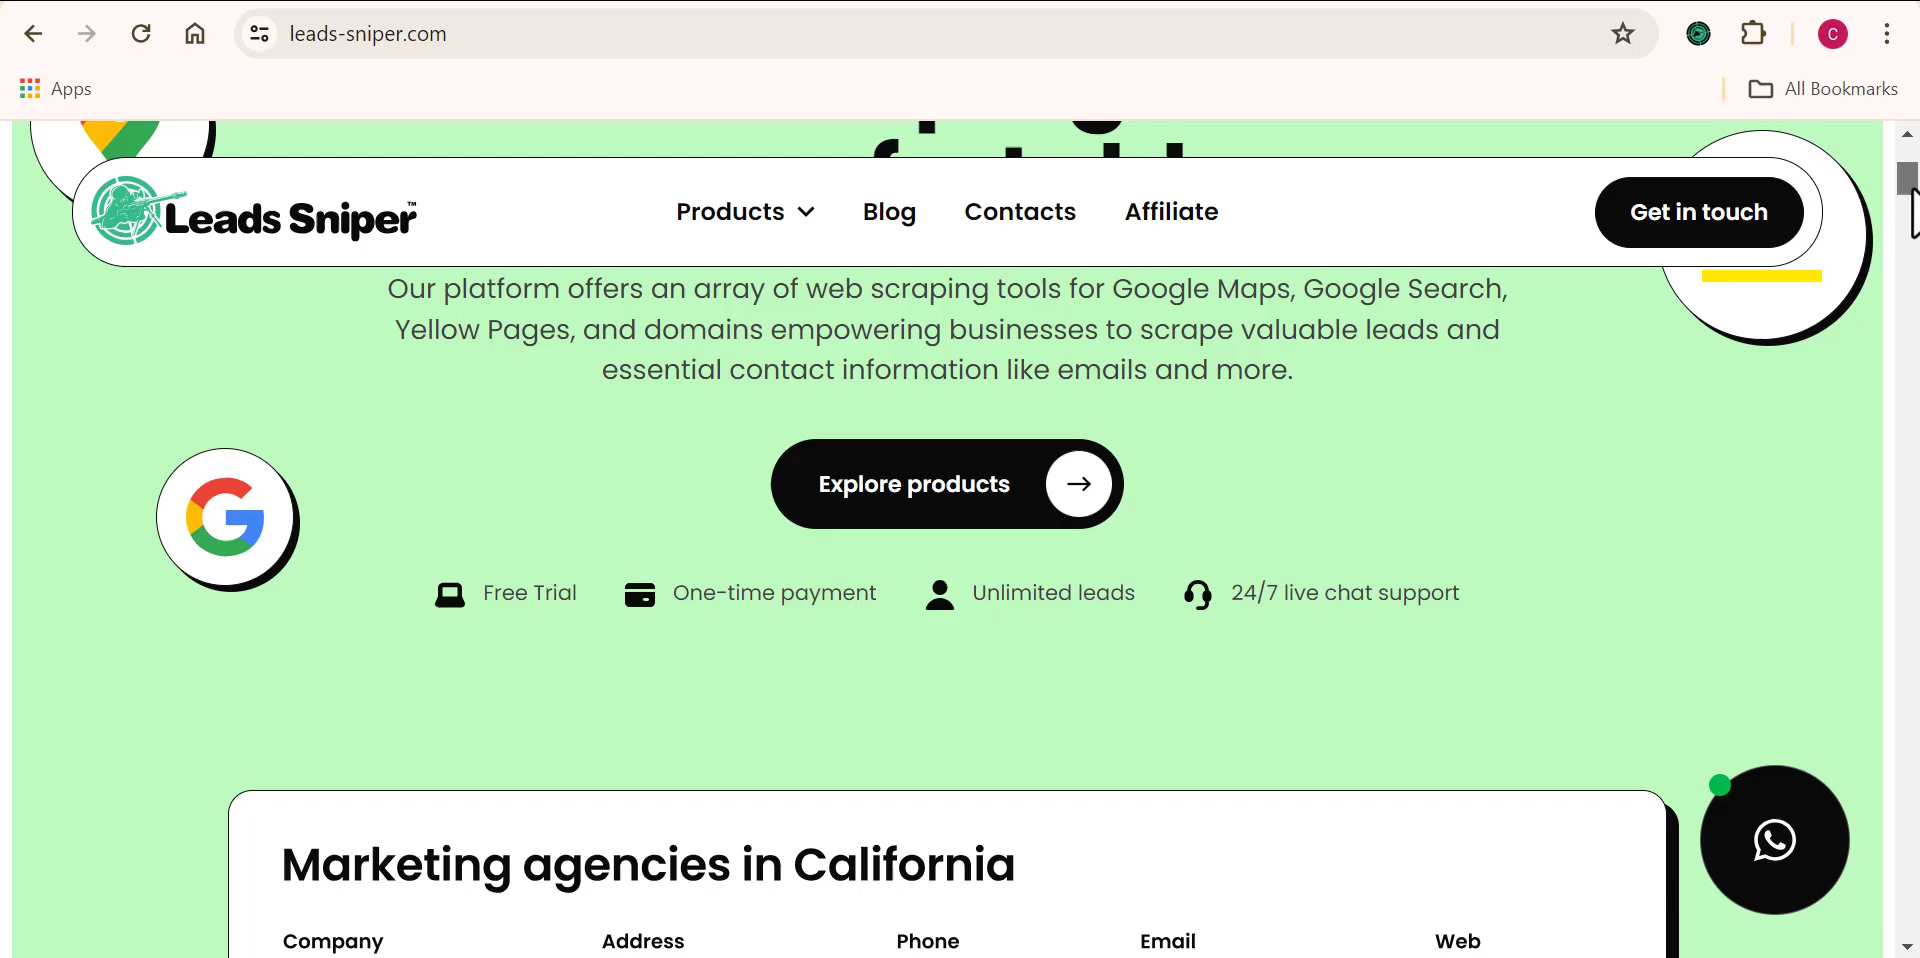 leads-sniper.com
C
Apps
All Bookmarks
Leads Sniper™
Products
Blog
Contacts
Affiliate
Get in touch
Our platform offers an array of web scraping tools for Google Maps, Google Search,
Yellow Pages, and domains empowering businesses to scrape valuable leads and
essential contact information like emails and more.
Explore products
G
Free Trial
One-time payment
Unlimited leads
24/7 live chat support
Marketing agencies in California
Company
Address
Phone
Email
Web